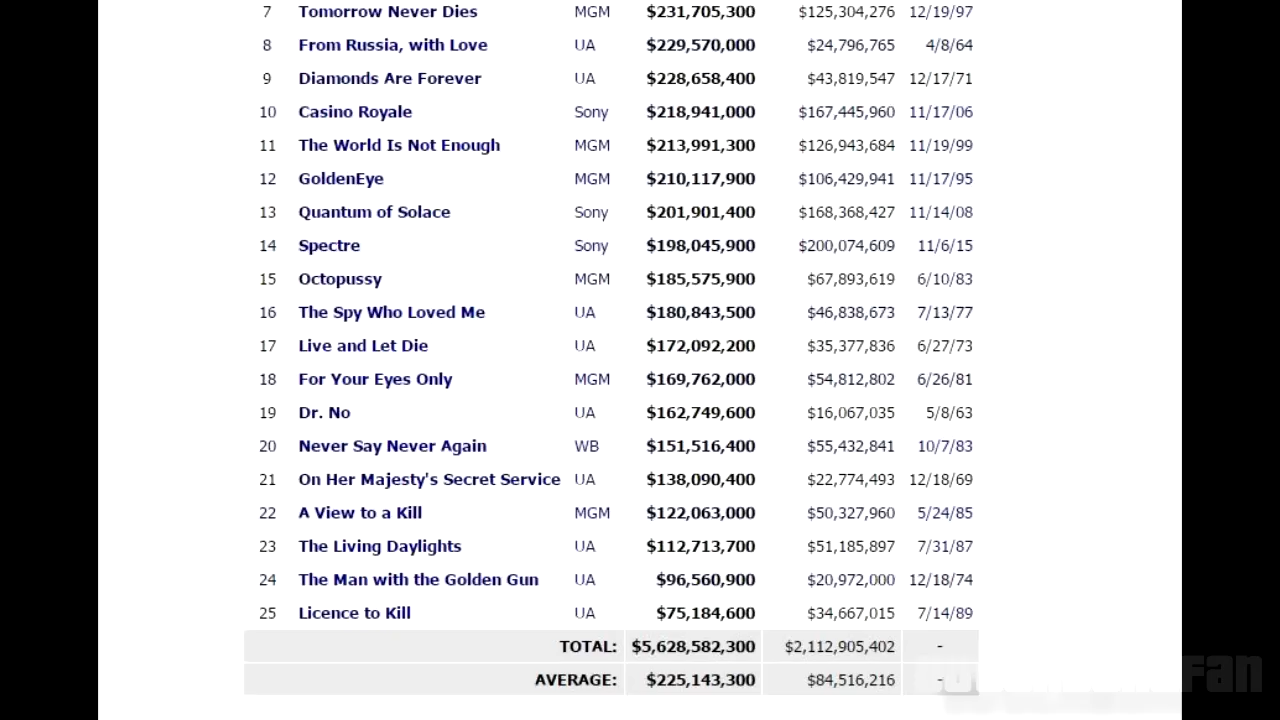 7 Tomorrow Never Dies MGM $231,705,300 $125,304,276 12/19/97
8 From Russia, with Love UA $229,570,000 $24,796,765 4/8/64
9 Diamonds Are Forever UA $228,658,400 $43,819,547 12/17/71
10 Casino Royale Sony $218,941,000 $167,445,960 11/17/06
11 The World Is Not Enough MGM $213,991,300 $126,943,684 11/19/99
12 GoldenEye MGM $210,117,900 $106,429,941 11/17/95
13 Quantum of Solace Sony $201,901,400 $168,368,427 11/14/08
14 Spectre Sony $198,045,900 $200,074,609 11/6/15
15 Octopussy MGM $185,575,900 $67,893,619 6/10/83
16 The Spy Who Loved Me UA $180,843,500 $46,838,673 7/13/77
17 Live and Let Die UA $172,092,200 $35,377,836 6/27/73
18 For Your Eyes Only MGM $169,762,000 $54,812,802 6/26/81
19 Dr. No UA $162,749,600 $16,067,035 5/8/63
20 Never Say Never Again WB $151,516,400 $55,432,841 10/7/83
21 On Her Majesty's Secret Service UA $138,090,400 $22,774,493 12/18/69
22 A View to a Kill MGM $122,063,000 $50,327,960 5/24/85
23 The Living Daylights UA $112,713,700 $51,185,897 7/31/87
24 The Man with the Golden Gun UA $96,560,900 $20,972,000 12/18/74
25 Licence to Kill UA $75,184,600 $34,667,015 7/14/89
TOTAL: $5,628,582,300 $2,112,905,402 -
AVERAGE: $225,143,300 $84,516,216 -